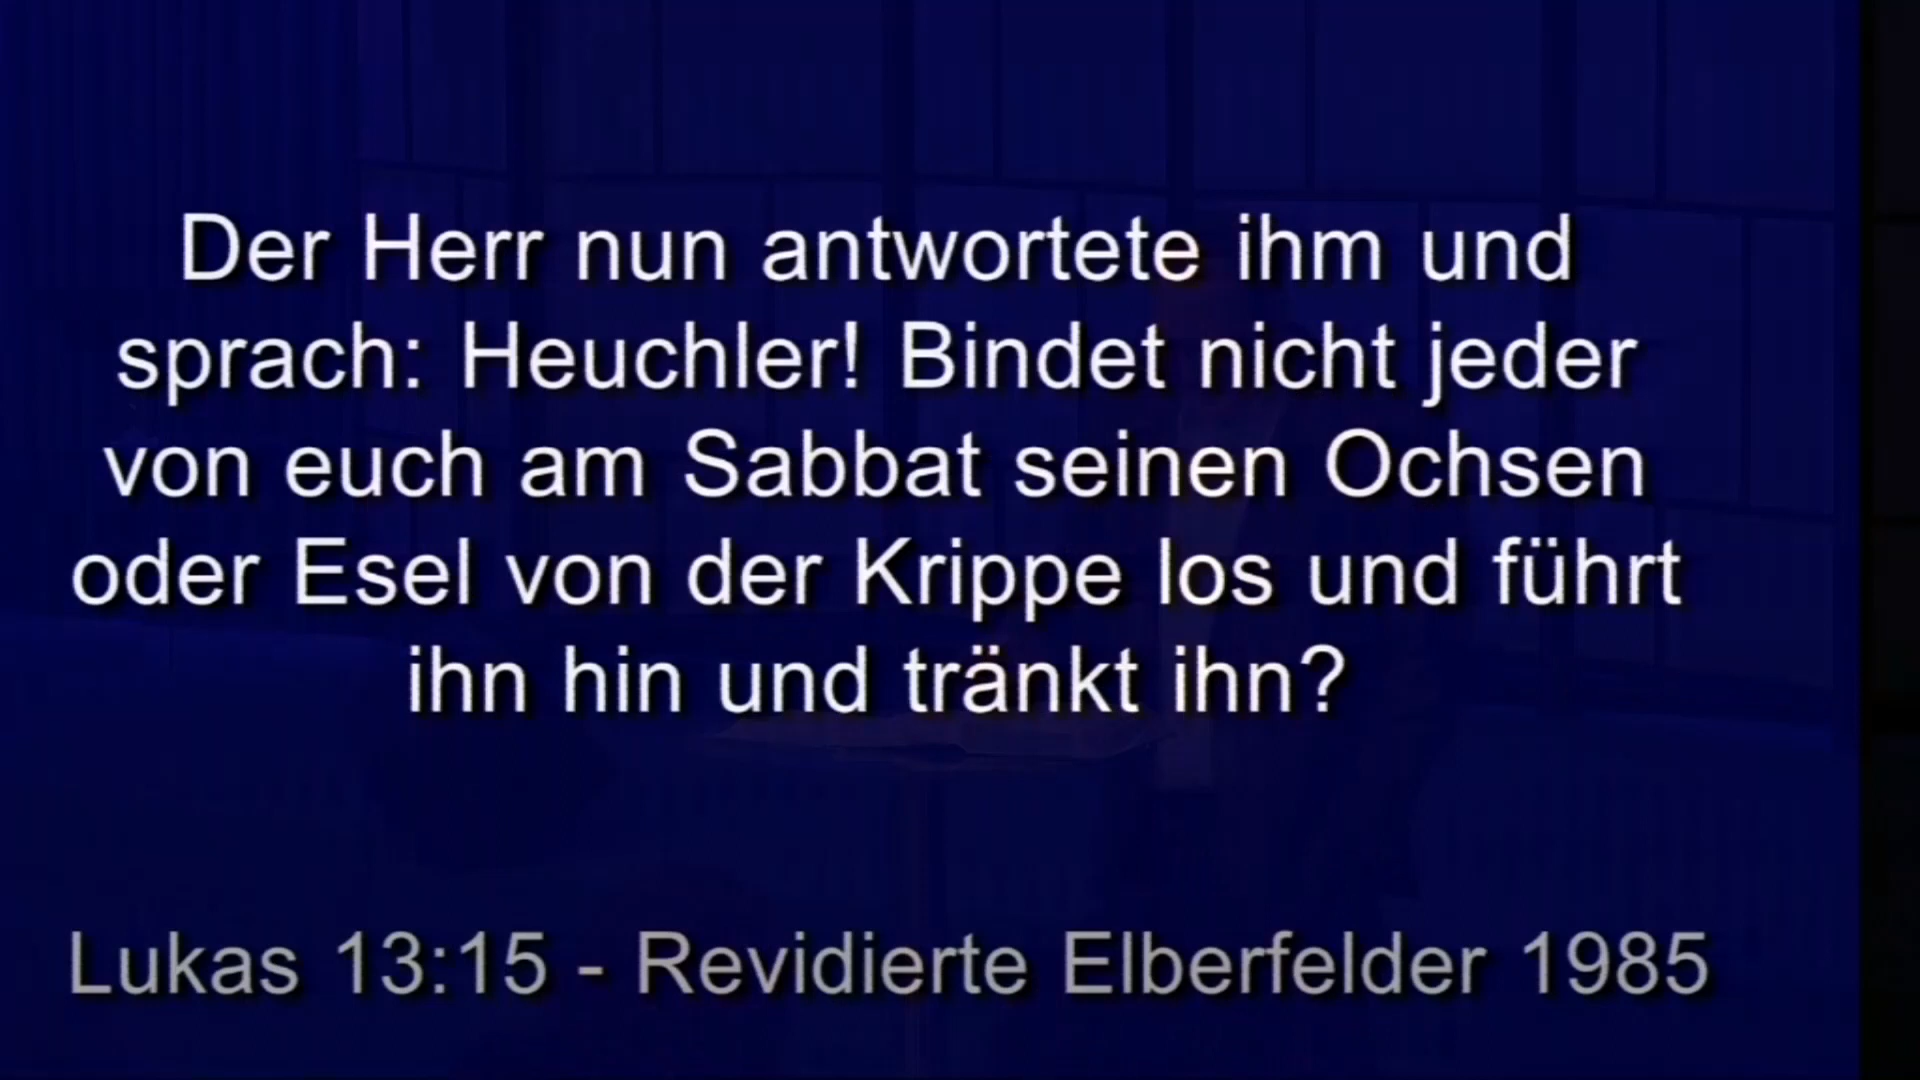 Der Herr nun antwortete ihm und
sprach: Heuchler! Bindet nicht jeder
von euch am Sabbat seinen Ochsen
oder Esel von der Krippe los und führt
ihn hin und tränkt ihn?
Lukas 13:15 - Revidierte Elberfelder 1985